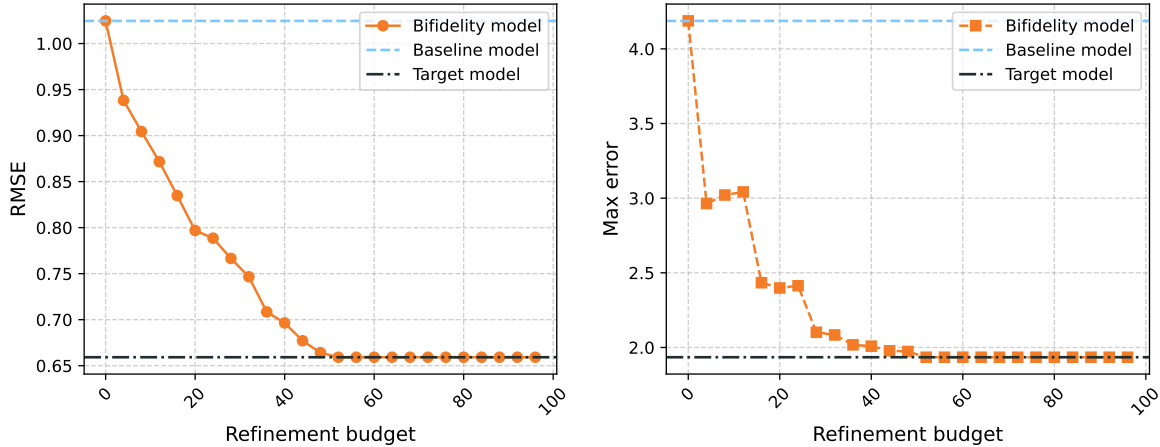 1.00
0.95
0.90
0.85
0.80
0.75
0.70
0.65
RMSE
0
20
40
60
80
100
Refinement budget
Bifidelity model
Baseline model
Target model
4.0
3.5
3.0
2.5
2.0
Max error
0
20
40
60
80
100
Refinement budget
Bifidelity model
Baseline model
Target model